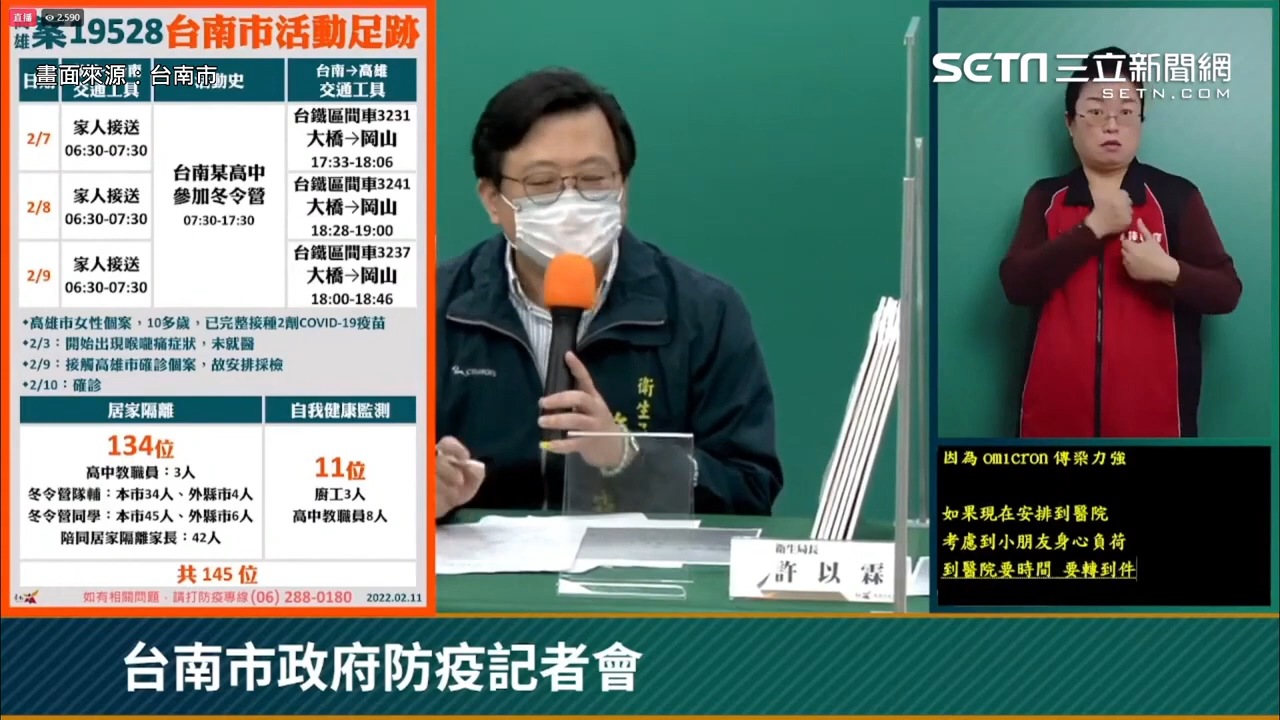 直播 2.590
高雄案19528台南市活動足跡
畫面來源：台南市
交通工具
台南→高雄
交通工具
2/7
家人接送
06:30-07:30
台鐵區間車3231
大橋→岡山
17:33-18:06
台南某高中
參加冬令營
07:30-17:30
2/8
家人接送
06:30-07:30
台鐵區間車3241
大橋→岡山
18:28-19:00
2/9
家人接送
06:30-07:30
台鐵區間車3237
大橋→岡山
18:00-18:46
*高雄市女性個案，10多歲，已完整接種2劑COVID-19疫苗
*2/3：開始出現喉嚨痛症狀，未就醫
*2/9：接觸高雄市確診個案，故安排採檢
*2/10：確診
居家隔離
自我健康監測
134位
高中教職員：3人
冬令營隊輔：本市34人、外縣市4人
冬令營同學：本市45人、外縣市6人
陪同居家隔離家長：42人
11位
廚工3人
高中教職員8人
共 145 位
如有相關問題，請打防疫專線(06) 288-0180
2022.02.11
衛生
衛生局長
許以霖
SETN三立新聞網
SETN.COM
因為 omicron 傳染力強
如果現在安排到醫院
考慮到小朋友身心負荷
到醫院要時間 要轉到件
台南市政府防疫記者會